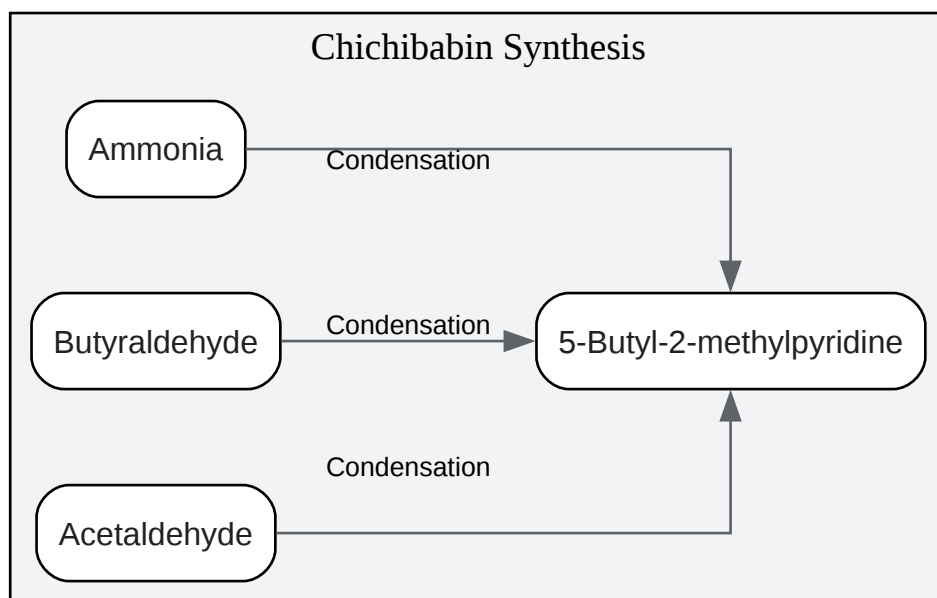 Chichibabin Synthesis
Ammonia
Condensation
Butyraldehyde
Condensation
5-Butyl-2-methylpyridine
Condensation
Acetaldehyde